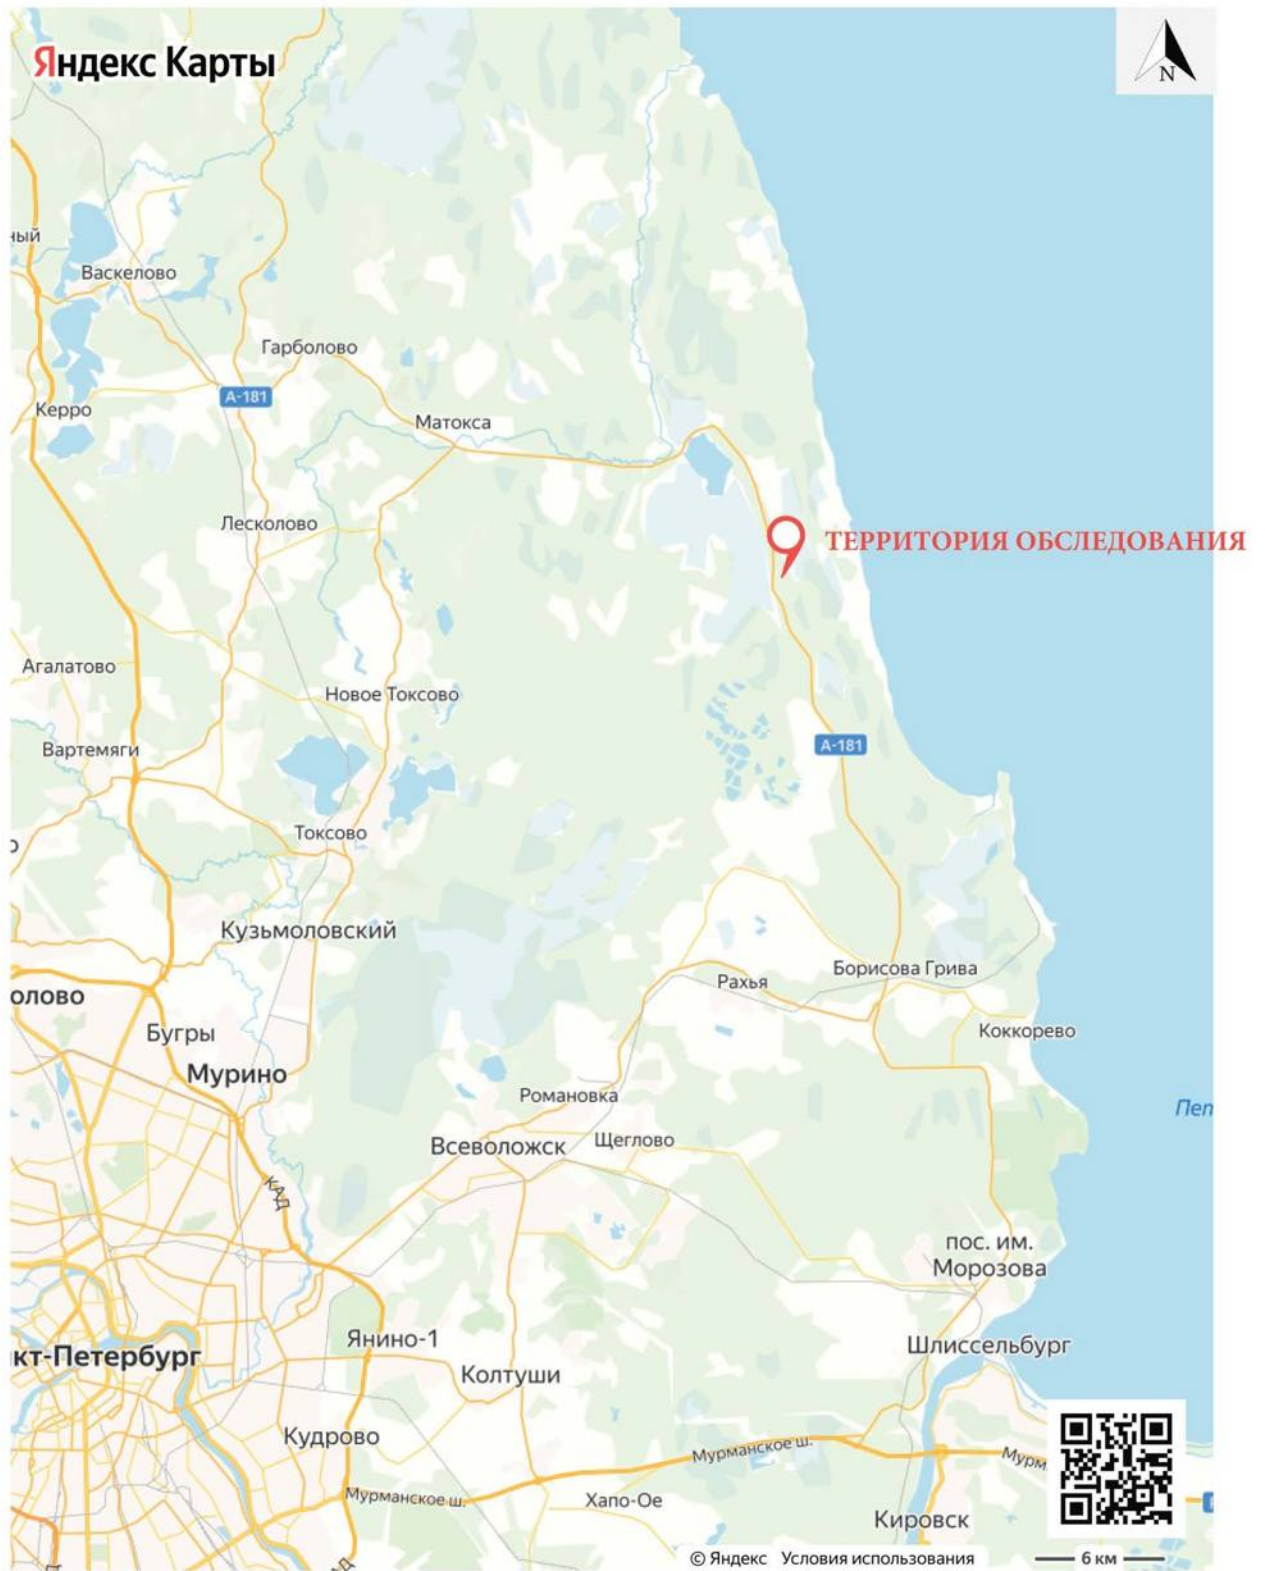 Яндекс Карты
N
ный
Васкелово
Гарболово
А-181
Керро
Матокса
Лесколово
ТЕРРИТОРИЯ ОБСЛЕДОВАНИЯ
Агалатово
Новое Токсово
Вартемяги
А-181
Токсово
Кузьмоловский
Борисова Грива
Рахья
олово
Бугры
Коккорево
Мурино
Романовка
Пет
Всеволожск
Щеглово
КАД
пос. им.
Морозова
Янино-1
Шлиссельбург
кт-Петербург
Колтуши
Кудрово
Мурманское ш.
Мурм
Мурманское ш.
Хапо-Ое
Кировск
© Яндекс Условия использования
6 км